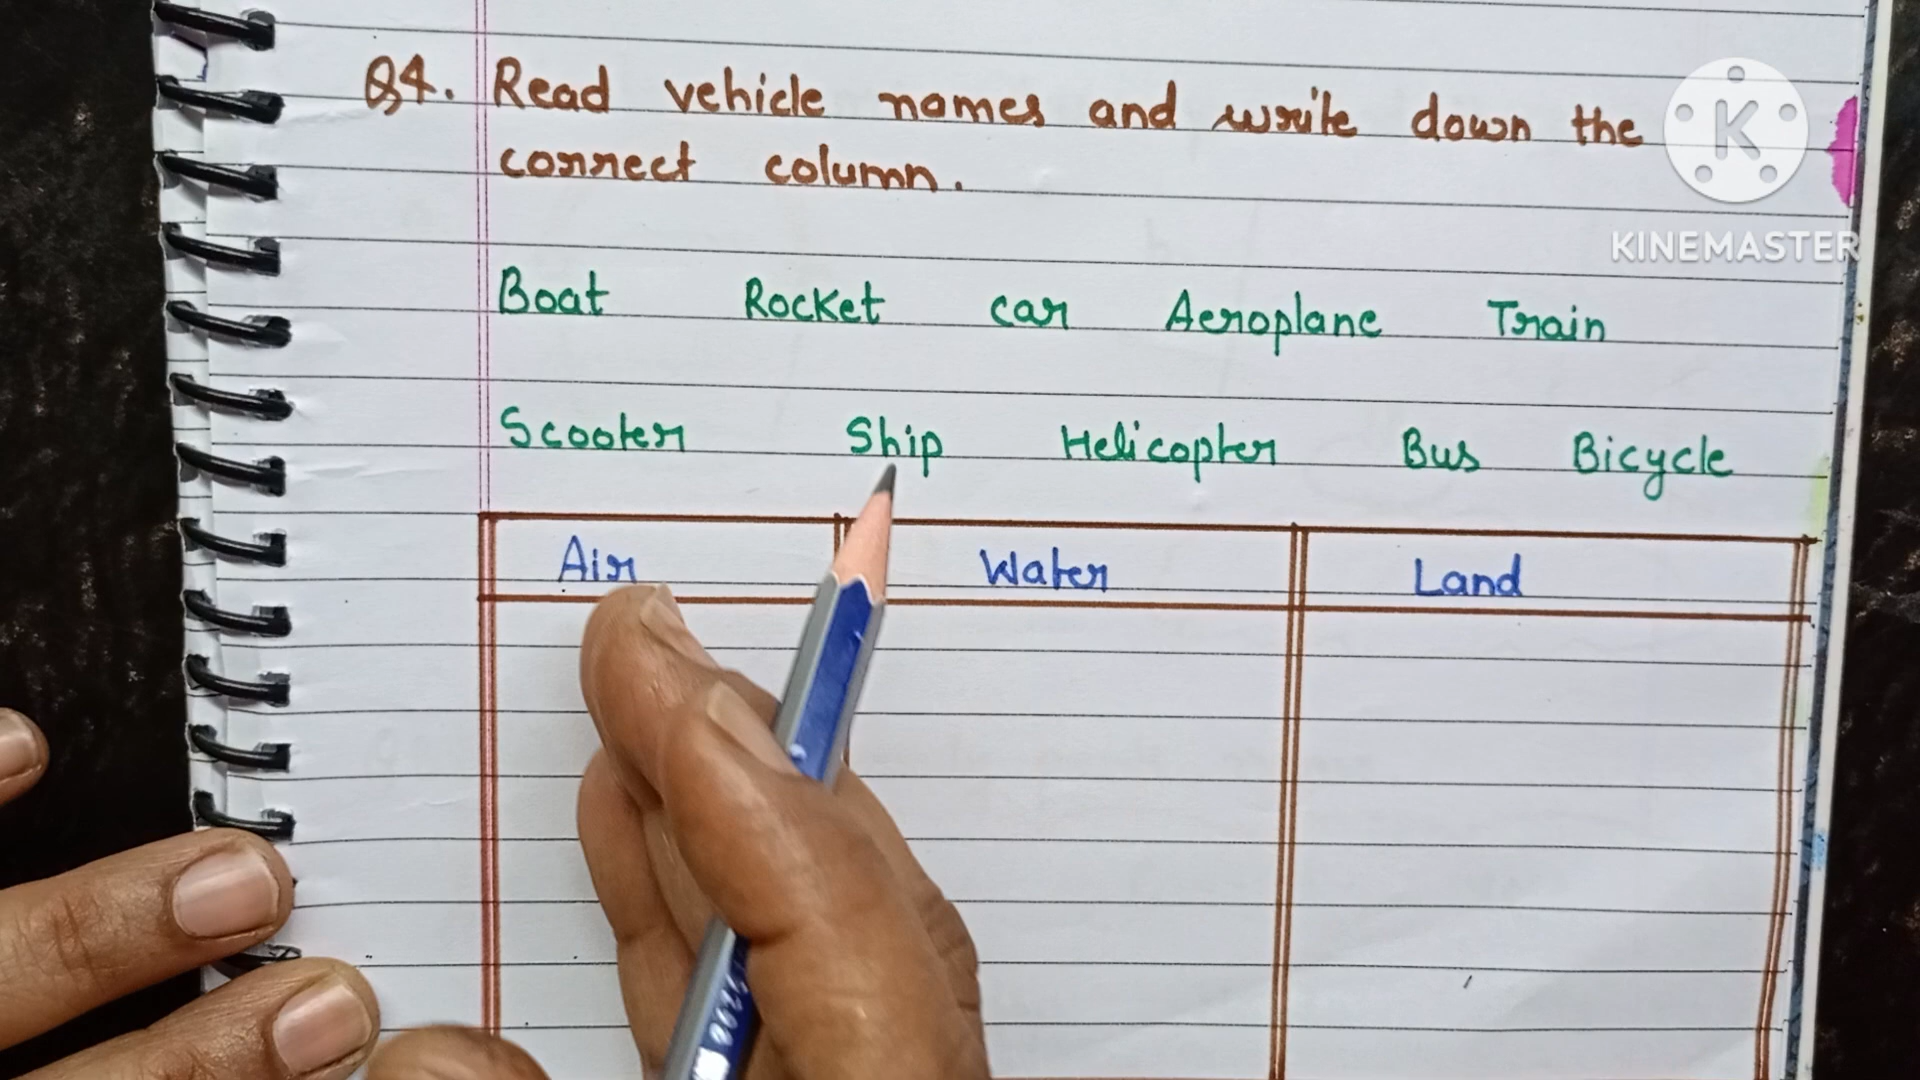 Q4. Read vehicle names and write down the
correct column.
K
KINEMASTER
Boat Rocket car Aeroplane Train
Scooter Ship Helicopter Bus Bicycle
Air Water Land